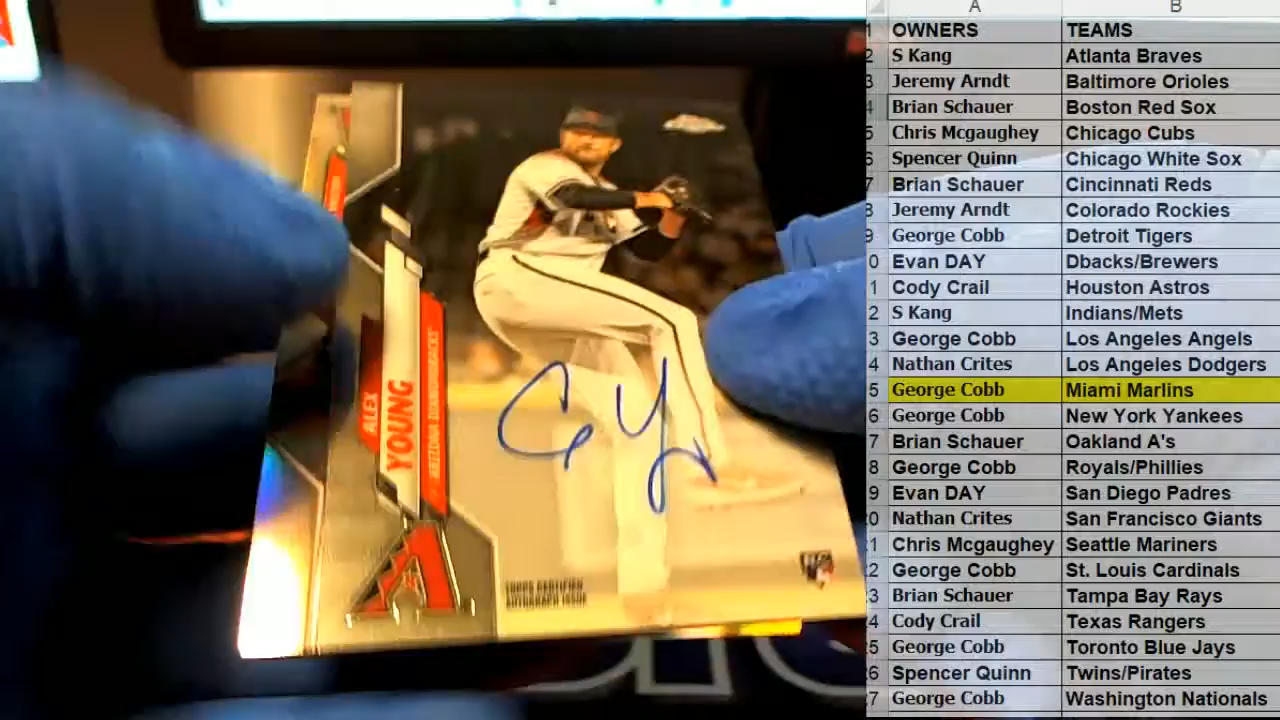 ALEX
YOUNG
ARIZONA DIAMONDBACKS
TOPPS CERTIFIED
AUTOGRAPH ISSUE
A B
1 OWNERS TEAMS
2 S Kang Atlanta Braves
3 Jeremy Arndt Baltimore Orioles
4 Brian Schauer Boston Red Sox
5 Chris Mcgaughey Chicago Cubs
6 Spencer Quinn Chicago White Sox
7 Brian Schauer Cincinnati Reds
8 Jeremy Arndt Colorado Rockies
9 George Cobb Detroit Tigers
0 Evan DAY Dbacks/Brewers
1 Cody Crail Houston Astros
2 S Kang Indians/Mets
3 George Cobb Los Angeles Angels
4 Nathan Crites Los Angeles Dodgers
5 George Cobb Miami Marlins
6 George Cobb New York Yankees
7 Brian Schauer Oakland A's
8 George Cobb Royals/Phillies
9 Evan DAY San Diego Padres
0 Nathan Crites San Francisco Giants
1 Chris Mcgaughey Seattle Mariners
2 George Cobb St. Louis Cardinals
3 Brian Schauer Tampa Bay Rays
4 Cody Crail Texas Rangers
5 George Cobb Toronto Blue Jays
6 Spencer Quinn Twins/Pirates
7 George Cobb Washington Nationals